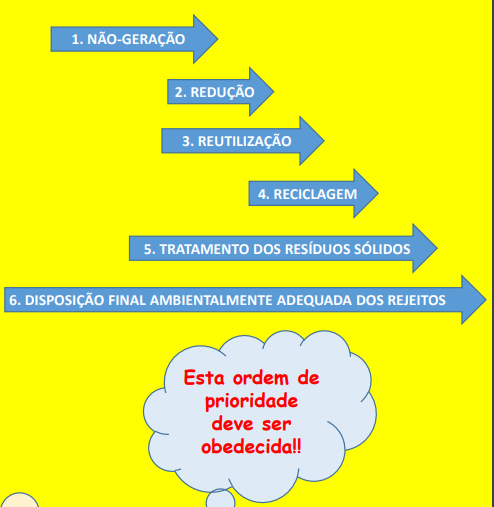 1. NÃO-GERAÇÃO
2. REDUÇÃO
3. REUTILIZAÇÃO
4. RECICLAGEM
5. TRATAMENTO DOS RESÍDUOS SÓLIDOS
6. DISPOSIÇÃO FINAL AMBIENTALMENTE ADEQUADA DOS REJEITOS
Esta ordem de
prioridade
deve ser
obedecida!!